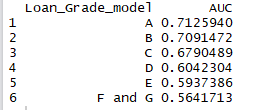 Loan_Grade_model AUC
1 A 0.7125940
2 B 0.7091472
3 C 0.6790489
4 D 0.6042304
5 E 0.5937386
6 F and G 0.5641713